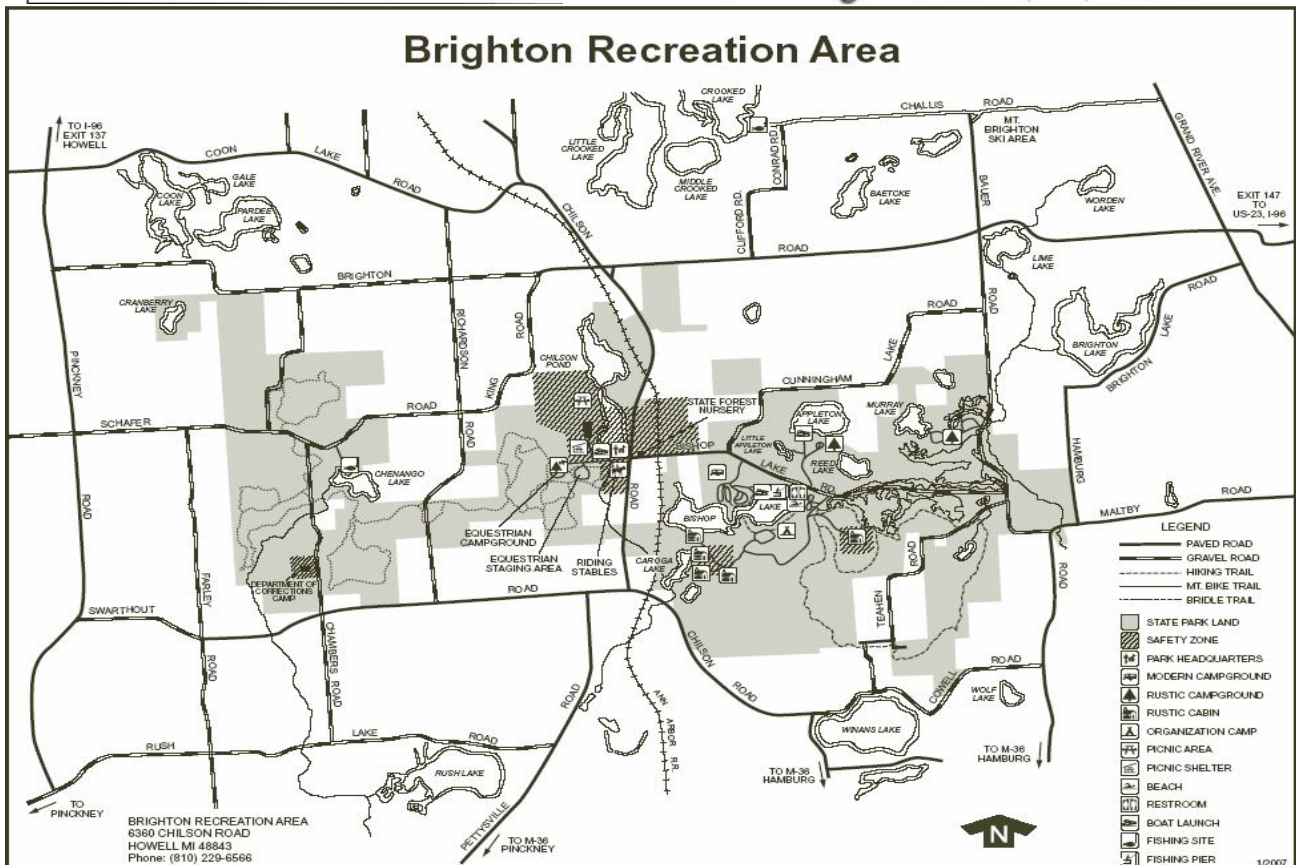 Brighton Recreation Area
TO I-96
EXIT 137
HOWELL
COON
LAKE
ROAD
COON
LAKE
GALE
LAKE
PARDEE
LAKE
CHILSON
LITTLE
CROOKED
LAKE
CROOKED
LAKE
MIDDLE
CROOKED
LAKE
CONRAD RD.
CLIFFORD RD.
CHALLIS
ROAD
MT.
BRIGHTON
SKI AREA
BAETCKE
LAKE
BAUER
ROAD
WORDEN
LAKE
GRAND RIVER AVE
EXIT 147
TO
US-23, I-96
BRIGHTON
ROAD
LIME
LAKE
CRANBERRY
LAKE
PINCKNEY
ROAD
RICHARDSON
ROAD
KING
ROAD
CHILSON
POND
BRIGHTON
LAKE
BRIGHTON
LAKE
ROAD
CUNNINGHAM
LAKE
ROAD
SCHAFER
ROAD
STATE FOREST
NURSERY
APPLETON
LAKE
MURRAY
LAKE
LITTLE
APPLETON
LAKE
REED
LAKE
BISHOP
LAKE
RD.
HAMBURG
ROAD
CHENANGO
LAKE
MALTBY
ROAD
BISHOP
LAKE
EQUESTRIAN
CAMPGROUND
EQUESTRIAN
STAGING AREA
RIDING
STABLES
ROAD
CAROGA
LAKE
DEPARTMENT OF
CORRECTIONS
CAMP
SWARTHOUT
ROAD
FARLEY
ROAD
CHAMBERS
ROAD
TEAHEN
ROAD
CHILSON
ROAD
COWELL
ROAD
WOLF
LAKE
WINANS LAKE
ANN
ARBOR
R.R.
RUSH
LAKE
ROAD
RUSH LAKE
PETTYSVILLE
ROAD
TO
PINCKNEY
TO M-36
PINCKNEY
TO M-36
HAMBURG
TO M-36
HAMBURG
BRIGHTON RECREATION AREA
6360 CHILSON ROAD
HOWELL MI 48843
Phone: (810) 229-6566
N
LEGEND
PAVED ROAD
GRAVEL ROAD
HIKING TRAIL
MT. BIKE TRAIL
BRIDLE TRAIL
STATE PARK LAND
SAFETY ZONE
PARK HEADQUARTERS
MODERN CAMPGROUND
RUSTIC CAMPGROUND
RUSTIC CABIN
ORGANIZATION CAMP
PICNIC AREA
PICNIC SHELTER
BEACH
RESTROOM
BOAT LAUNCH
FISHING SITE
FISHING PIER
1/2007